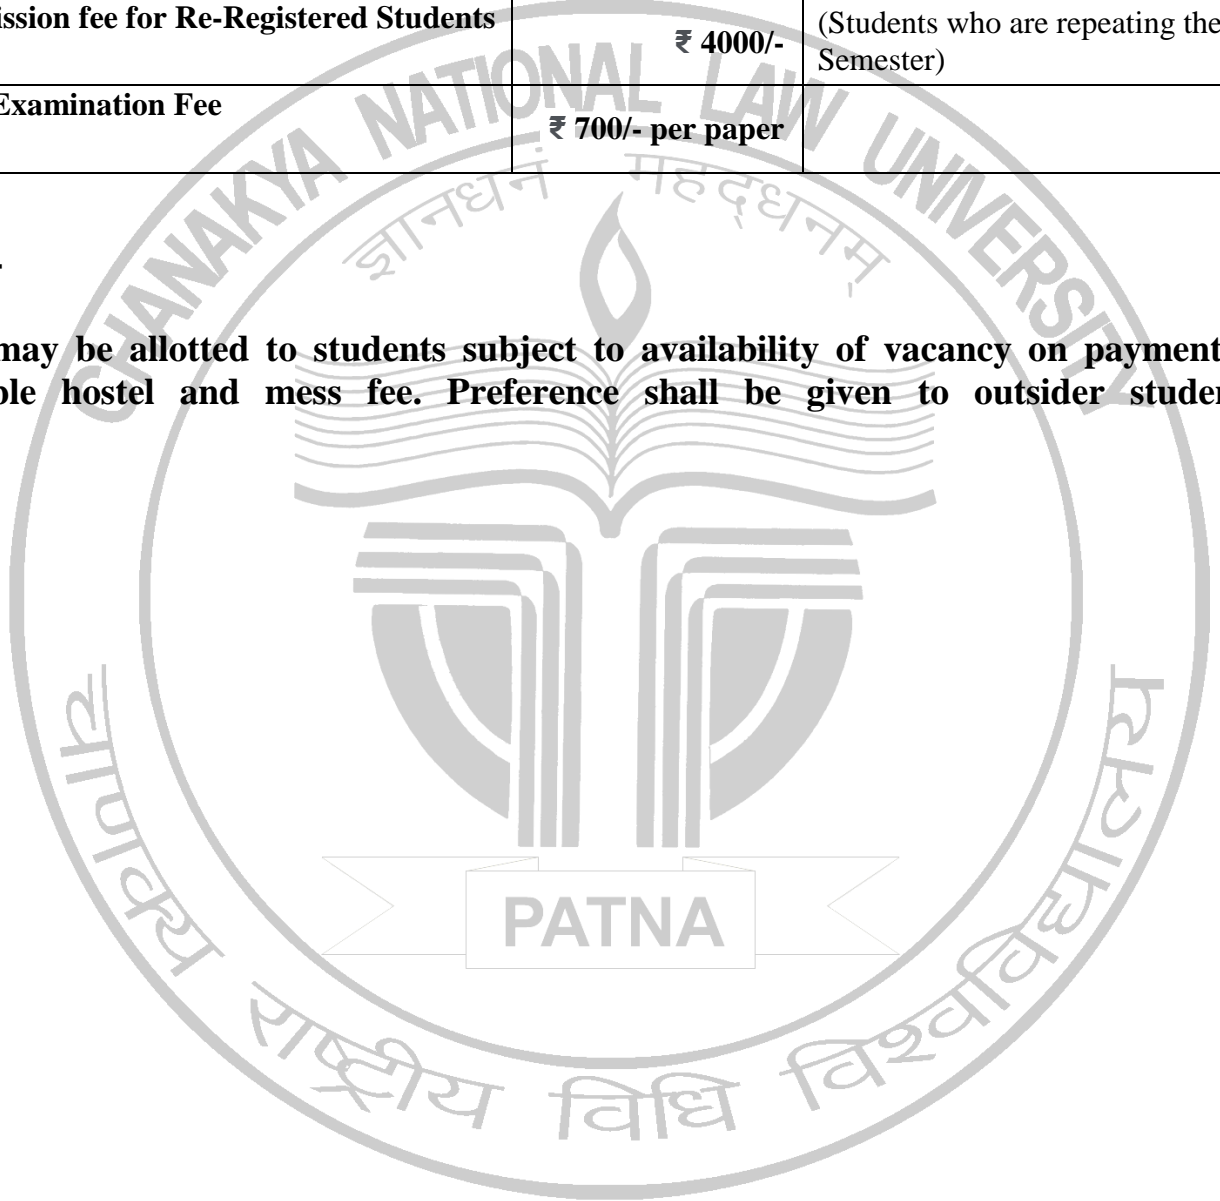 ission fee for Re-Registered Students
₹ 4000/-
(Students who are repeating the
Semester)
Examination Fee
₹ 700/- per paper
may be allotted to students subject to availability of vacancy on payment
ble hostel and mess fee. Preference shall be given to outsider studen
CHANAKYA NATIONAL LAW UNIVERSITY
ज्ञानधनं महद्धनम्
PATNA
चाणक्य राष्ट्रीय विधि विश्वविद्यालय